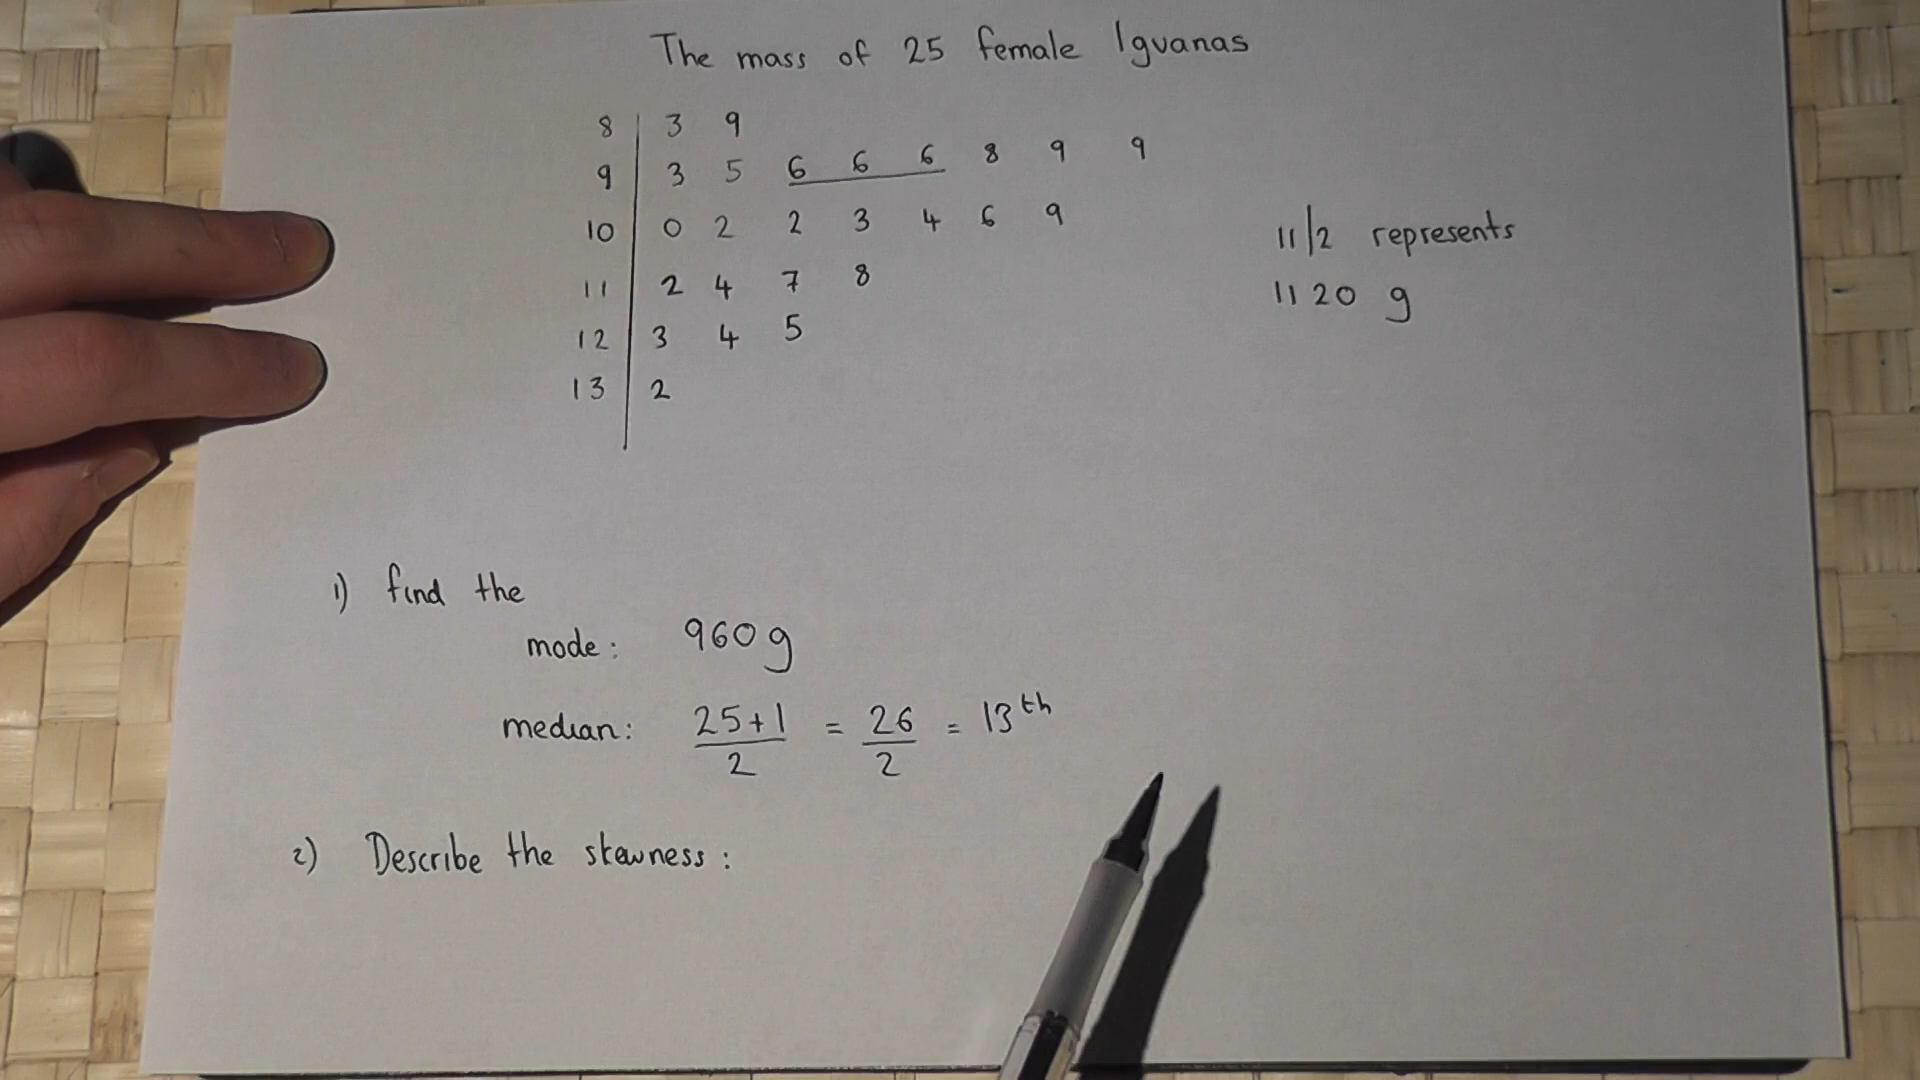 The mass of 25 female Iguanas
8 | 3 9
9 | 3 5 6 6 6 8 9 9
10 | 0 2 2 3 4 6 9
11 | 2 4 7 8
12 | 3 4 5
13 | 2
11|2 represents
1120 g
1) find the
mode: 960g
median: 25+1/2 = 26/2 = 13th
2) Describe the skewness: